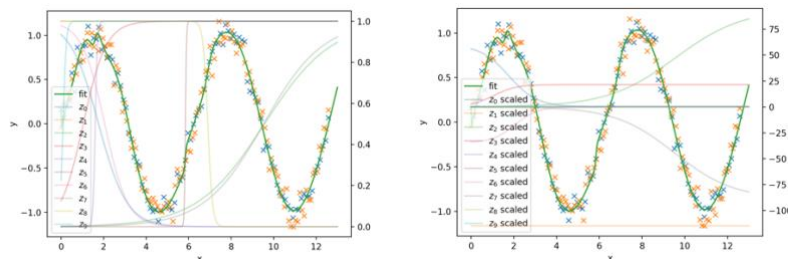 1.0
0.5
0.0
-0.5
-1.0
y
1.0
0.8
0.6
0.4
0.2
0.0
fit
z₀
z₁
z₂
z₃
z₄
z₅
z₆
z₇
z₈
z₉
0 2 4 6 8 10 12
x
1.0
0.5
0.0
-0.5
-1.0
y
75
50
25
0
-25
-50
-75
-100
fit
z₀ scaled
z₁ scaled
z₂ scaled
z₃ scaled
z₄ scaled
z₅ scaled
z₆ scaled
z₇ scaled
z₈ scaled
z₉ scaled
0 2 4 6 8 10 12
x